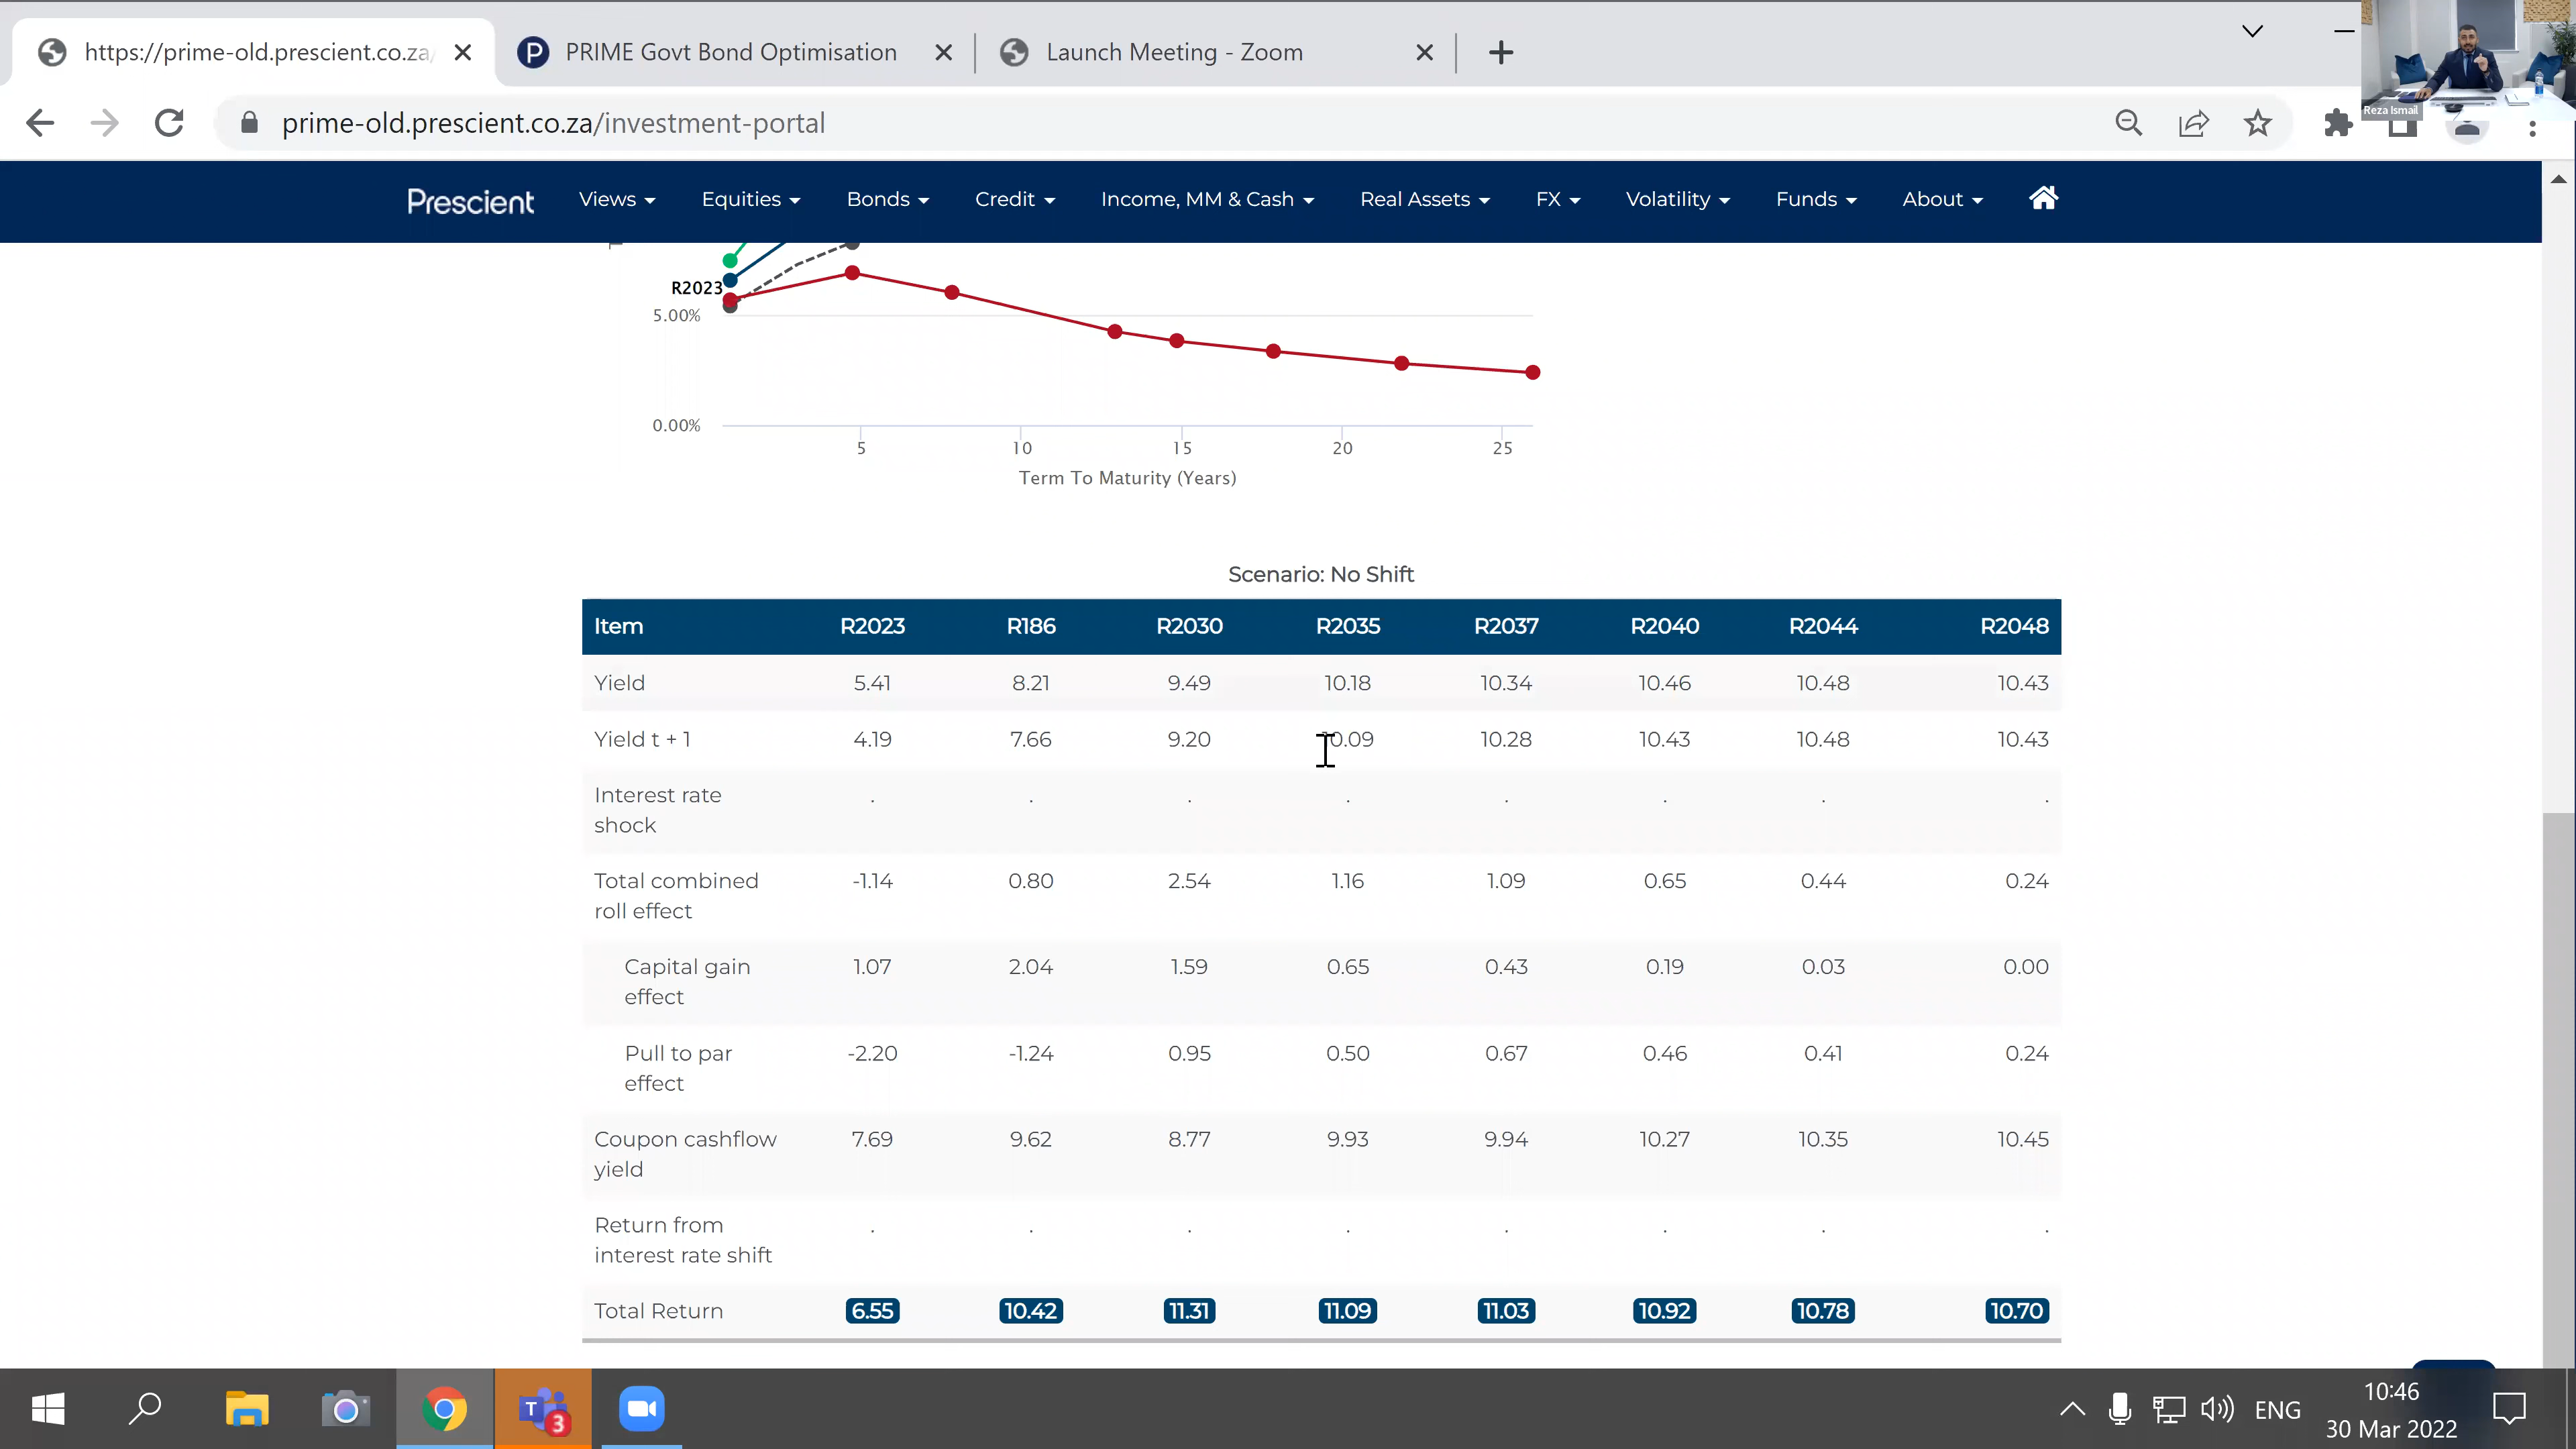 https://prime-old.prescient.co.za/
PRIME Govt Bond Optimisation
Launch Meeting - Zoom
prime-old.prescient.co.za/investment-portal
Reza Ismail
Prescient Views Equities Bonds Credit Income, MM & Cash Real Assets FX Volatility Funds About
R2023
5.00%
0.00%
5 10 15 20 25
Term To Maturity (Years)
Scenario: No Shift
Item R2023 R186 R2030 R2035 R2037 R2040 R2044 R2048
Yield 5.41 8.21 9.49 10.18 10.34 10.46 10.48 10.43
Yield t + 1 4.19 7.66 9.20 10.09 10.28 10.43 10.48 10.43
Interest rate
shock . . . . . . . .
Total combined
roll effect -1.14 0.80 2.54 1.16 1.09 0.65 0.44 0.24
Capital gain
effect 1.07 2.04 1.59 0.65 0.43 0.19 0.03 0.00
Pull to par
effect -2.20 -1.24 0.95 0.50 0.67 0.46 0.41 0.24
Coupon cashflow
yield 7.69 9.62 8.77 9.93 9.94 10.27 10.35 10.45
Return from
interest rate shift . . . . . . . .
Total Return 6.55 10.42 11.31 11.09 11.03 10.92 10.78 10.70
T 3
ENG
10:46
30 Mar 2022